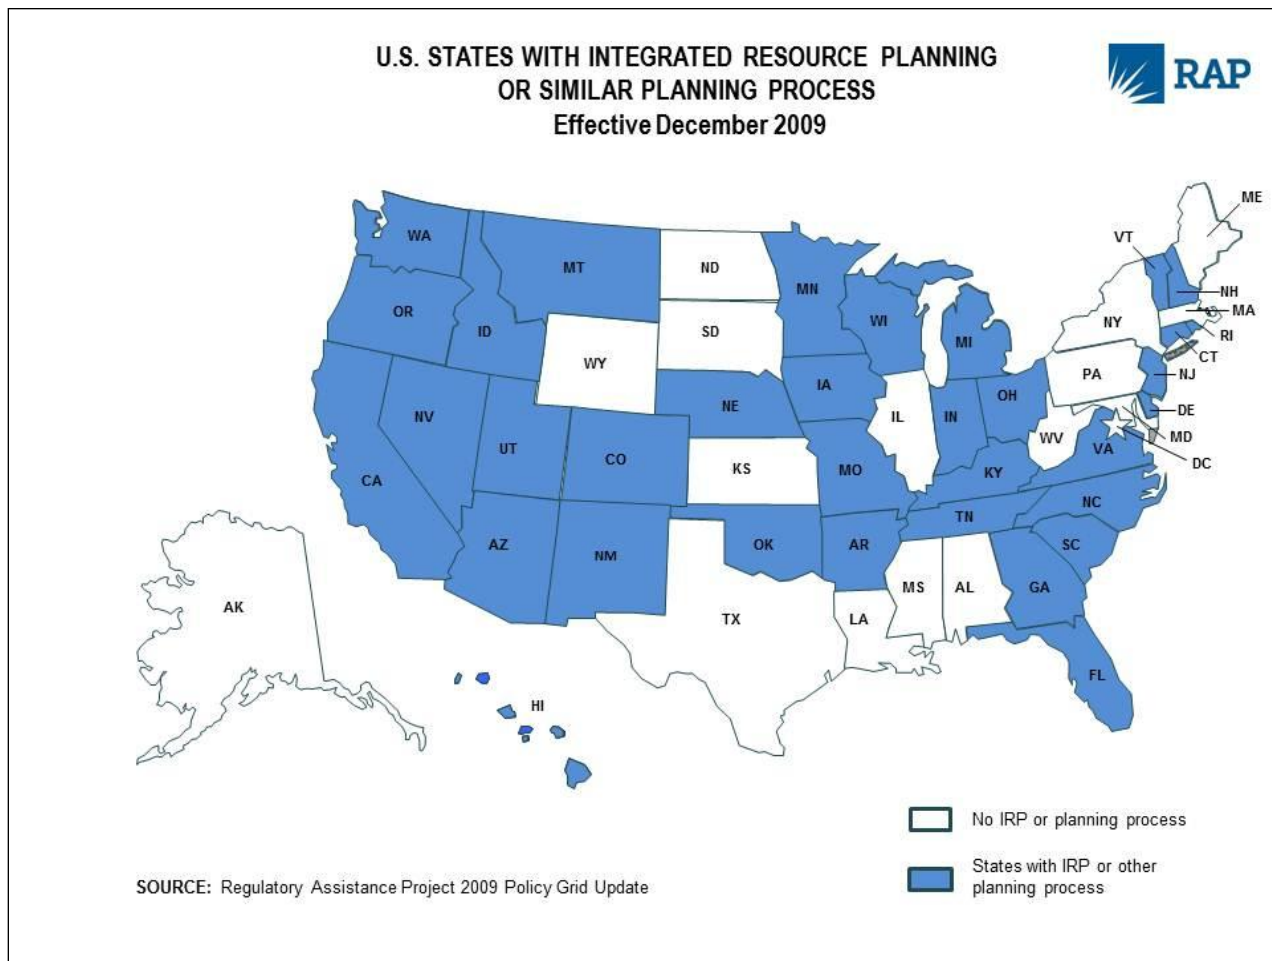 U.S. STATES WITH INTEGRATED RESOURCE PLANNING
OR SIMILAR PLANNING PROCESS
Effective December 2009
RAP
ME
VT
WA
MT
ND
MN
NH
MA
OR
ID
SD
WI
MI
NY
RI
CT
WY
PA
NJ
NV
NE
IA
IL
IN
OH
DE
MD
UT
CO
KS
MO
KY
WV
VA
DC
CA
NC
AZ
NM
OK
AR
TN
SC
AK
TX
LA
MS
AL
GA
FL
HI
No IRP or planning process
States with IRP or other
planning process
SOURCE: Regulatory Assistance Project 2009 Policy Grid Update